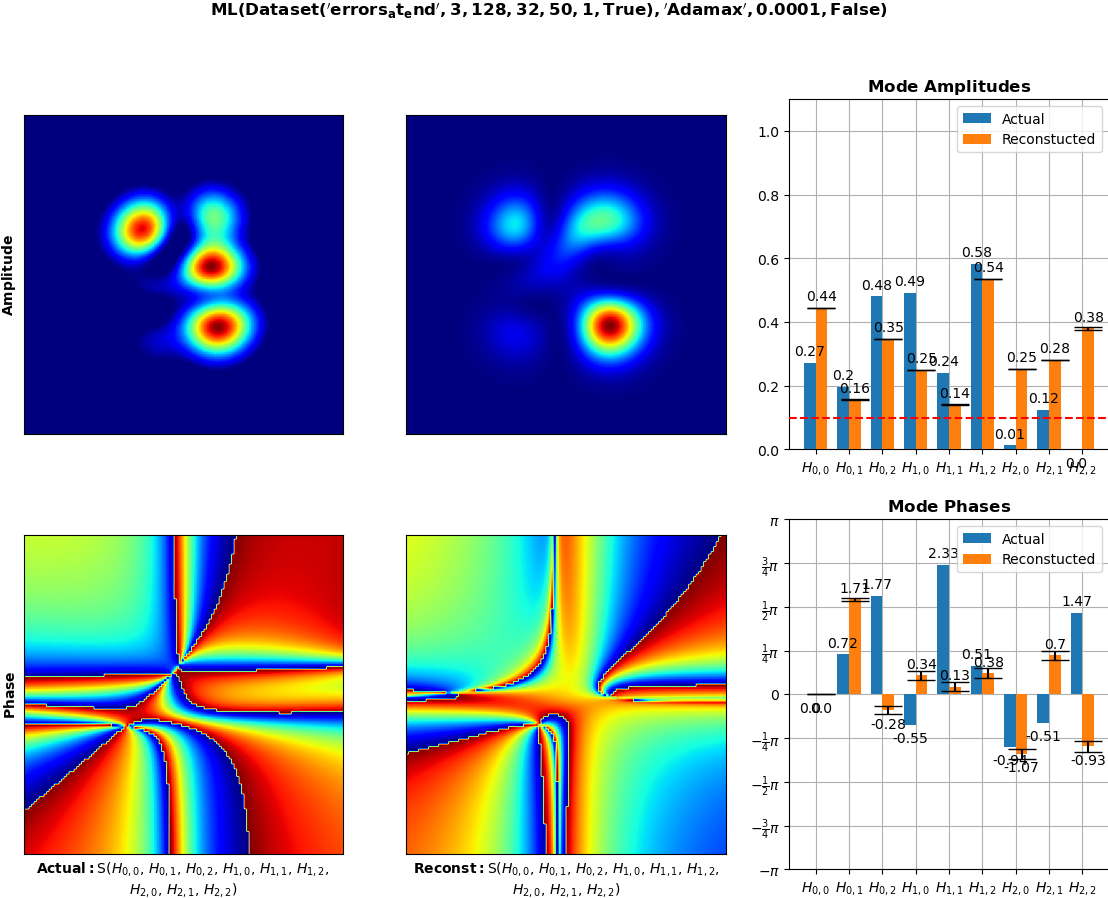 ML(Dataset('errors_at_end', 3, 128, 32, 50, 1, True), 'Adamax', 0.0001, False)
Amplitude
Mode Amplitudes
Actual
Reconstucted
1.0
0.8
0.6
0.4
0.2
0.0
0.27 0.44 0.2 0.16 0.48 0.35 0.49 0.25 0.24 0.14 0.58 0.54 0.01 0.25 0.12 0.28 0.0 0.38
H0,0 H0,1 H0,2 H1,0 H1,1 H1,2 H2,0 H2,1 H2,2
Phase
Actual: S(H0,0, H0,1, H0,2, H1,0, H1,1, H1,2,
H2,0, H2,1, H2,2)
Reconst: S(H0,0, H0,1, H0,2, H1,0, H1,1, H1,2,
H2,0, H2,1, H2,2)
Mode Phases
Actual
Reconstucted
π
3/4π
1/2π
1/4π
0
−1/4π
−1/2π
−3/4π
−π
0.0 0.0 0.72 1.71 1.77 -0.28 -0.55 0.34 2.33 0.13 0.51 0.38 -0.94 -1.07 -0.51 0.7 1.47 -0.93
H0,0 H0,1 H0,2 H1,0 H1,1 H1,2 H2,0 H2,1 H2,2